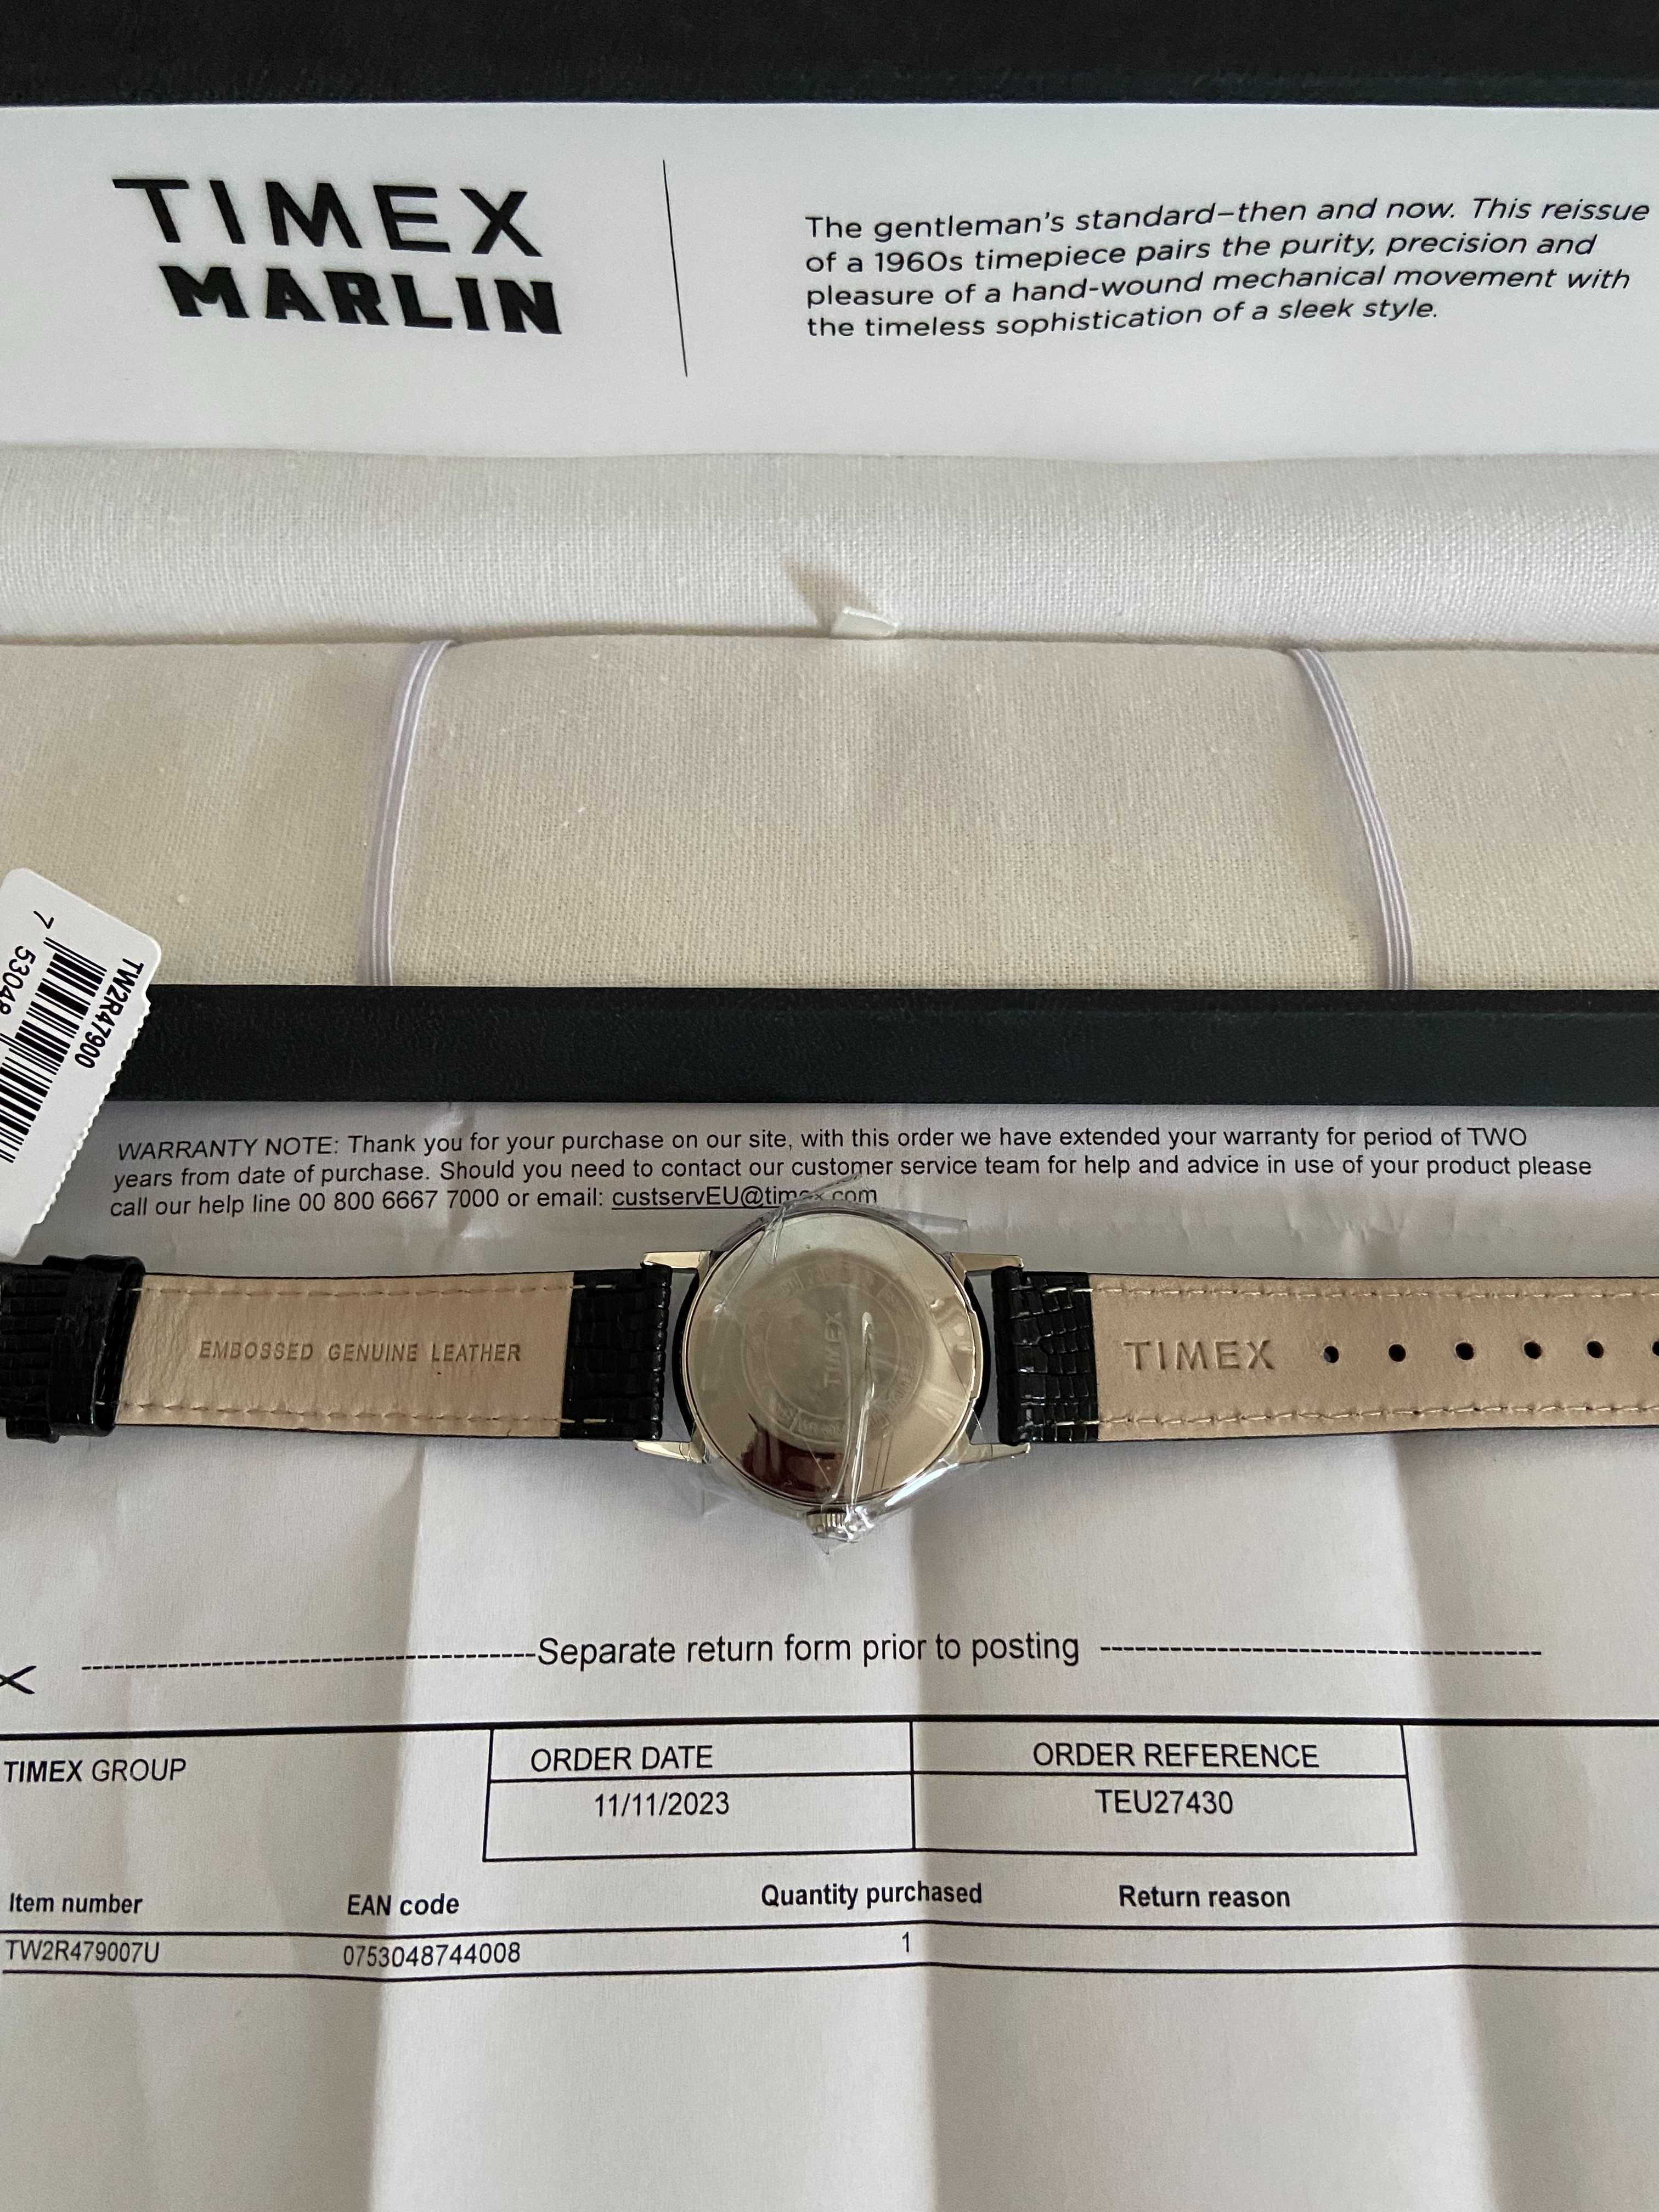 TIMEX
MARLIN
The gentleman's standard–then and now. This reissue
of a 1960s timepiece pairs the purity, precision and
pleasure of a hand-wound mechanical movement with
the timeless sophistication of a sleek style.
TW2R47900
7 53048
WARRANTY NOTE: Thank you for your purchase on our site, with this order we have extended your warranty for period of TWO
years from date of purchase. Should you need to contact our customer service team for help and advice in use of your product please
call our help line 00 800 6667 7000 or email: custservEU@timex.com
EMBOSSED GENUINE LEATHER
TIMEX
TIMEX
Separate return form prior to posting
TIMEX GROUP
ORDER DATE
ORDER REFERENCE
11/11/2023
TEU27430
Item number EAN code Quantity purchased Return reason
TW2R479007U 0753048744008 1